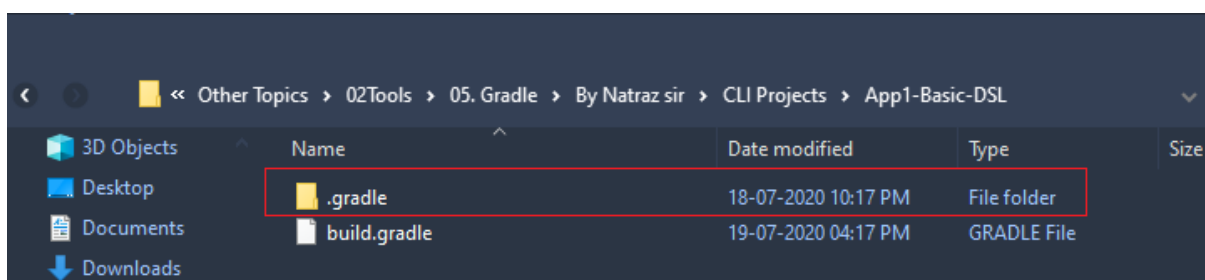 « Other Topics › 02Tools › 05. Gradle › By Natraz sir › CLI Projects › App1-Basic-DSL
3D Objects Name Date modified Type Size
Desktop .gradle 18-07-2020 10:17 PM File folder
Documents build.gradle 19-07-2020 04:17 PM GRADLE File
Downloads